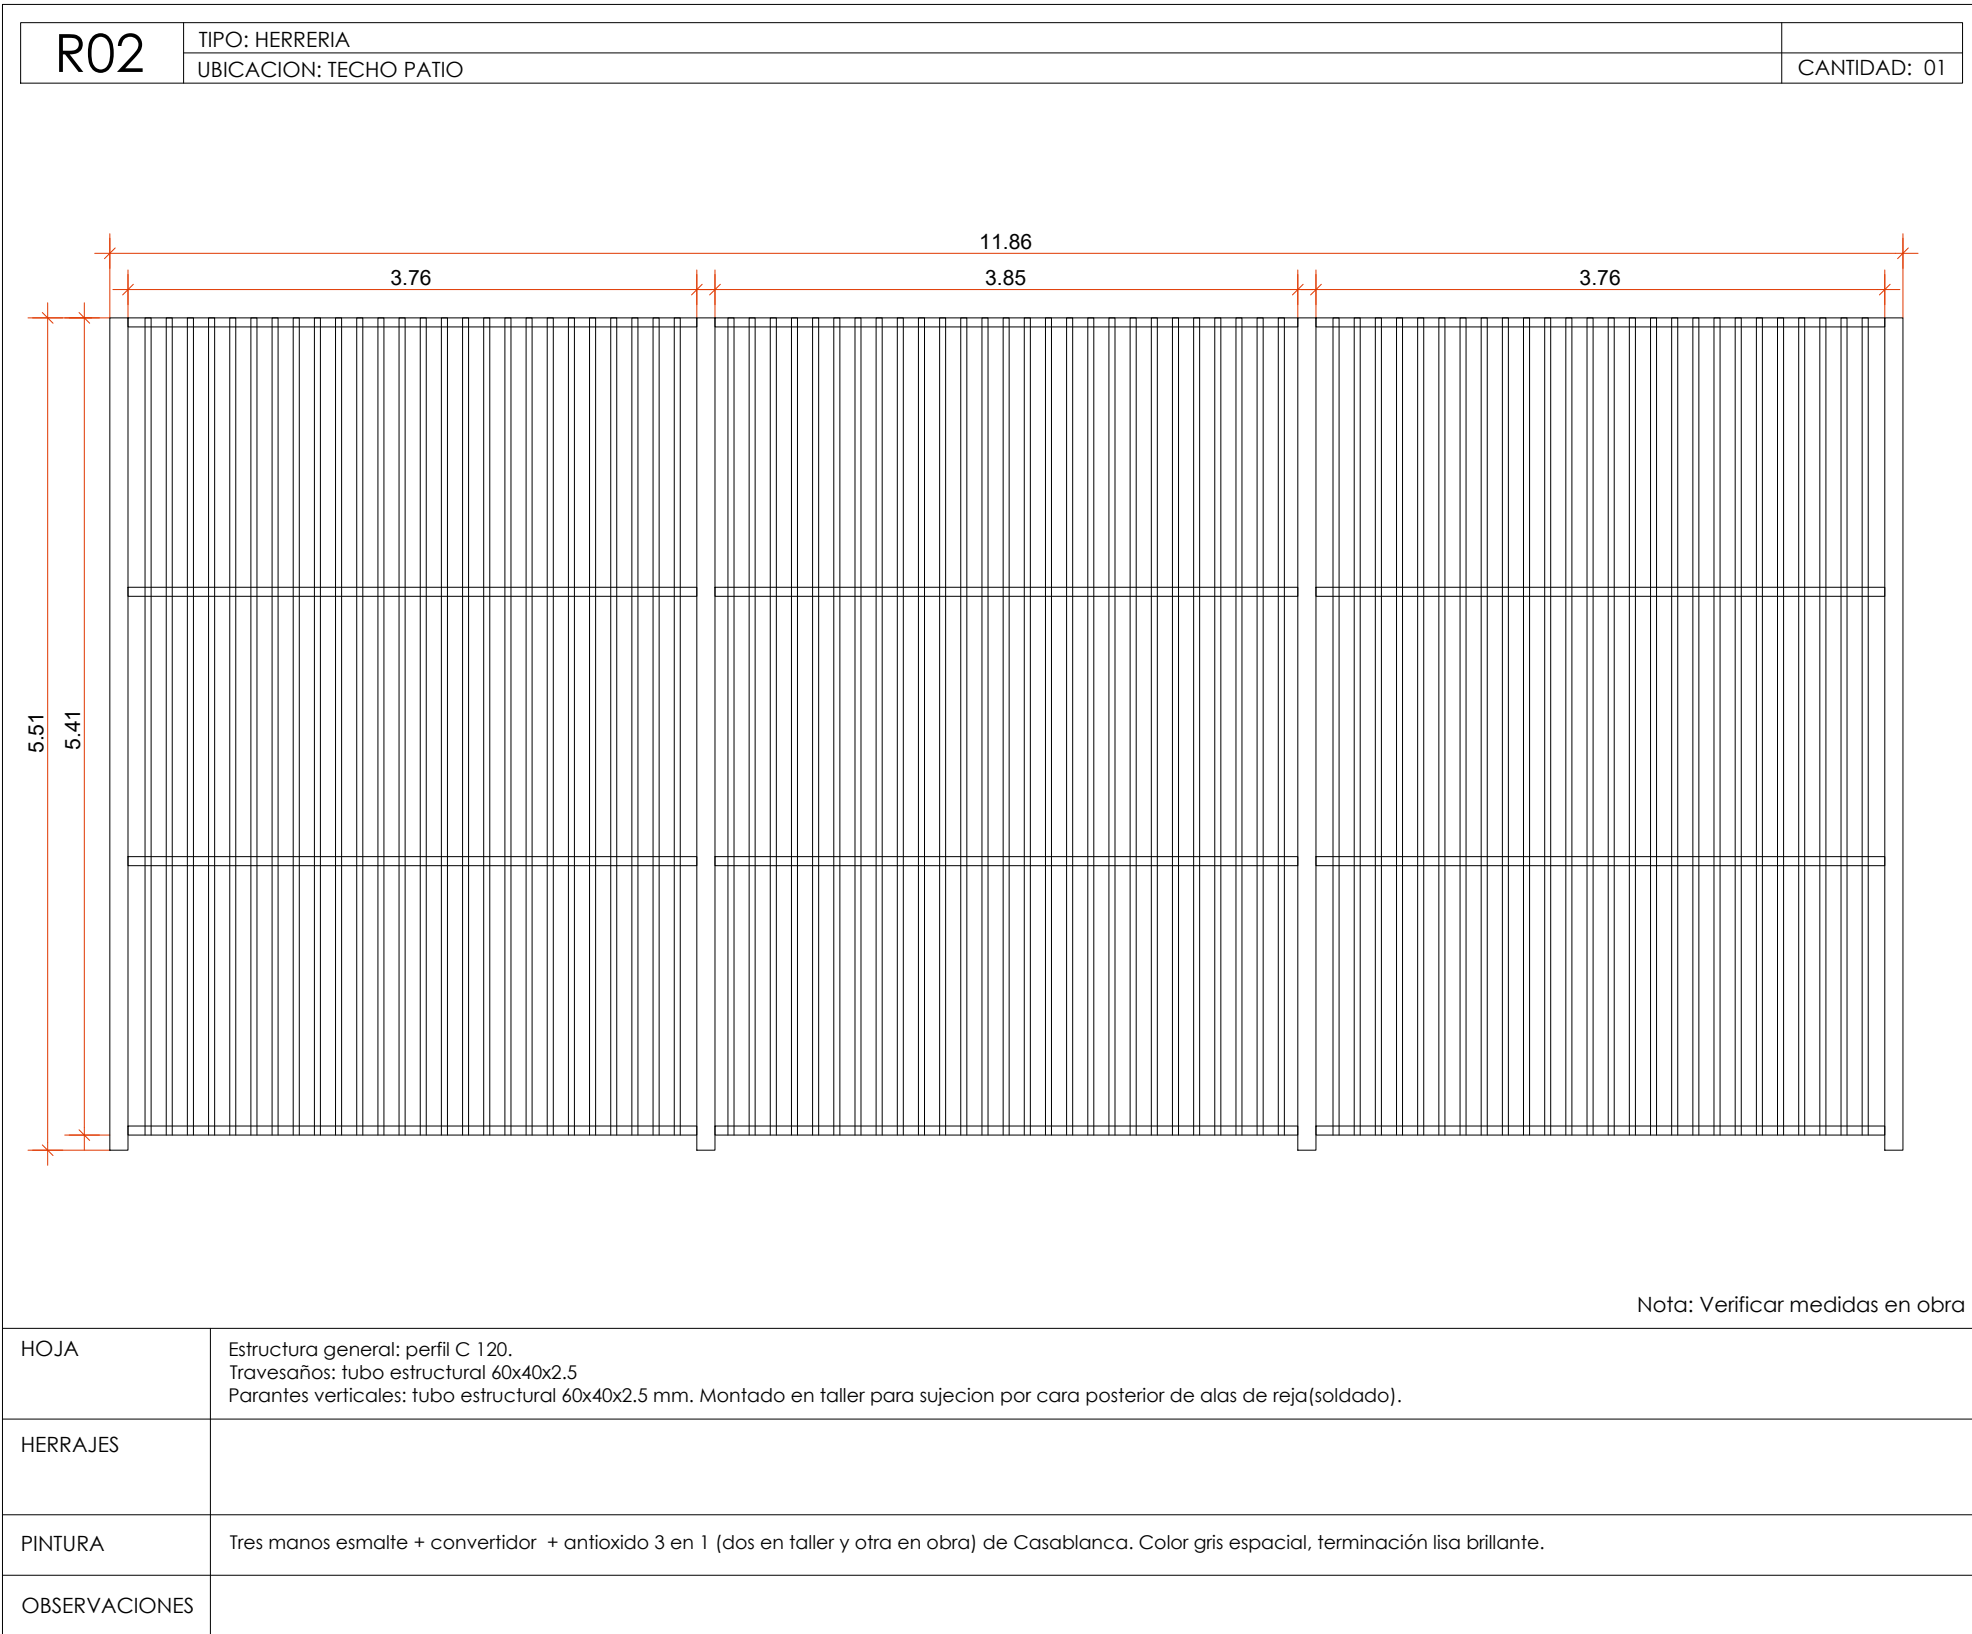 R02
TIPO: HERRERIA
UBICACION: TECHO PATIO
CANTIDAD: 01
11.86
3.76
3.85
3.76
5.51
5.41
Nota: Verificar medidas en obra
HOJA
Estructura general: perfil C 120.
Travesaños: tubo estructural 60x40x2.5
Parantes verticales: tubo estructural 60x40x2.5 mm. Montado en taller para sujecion por cara posterior de alas de reja(soldado).
HERRAJES
PINTURA
Tres manos esmalte + convertidor + antioxido 3 en 1 (dos en taller y otra en obra) de Casablanca. Color gris espacial, terminación lisa brillante.
OBSERVACIONES